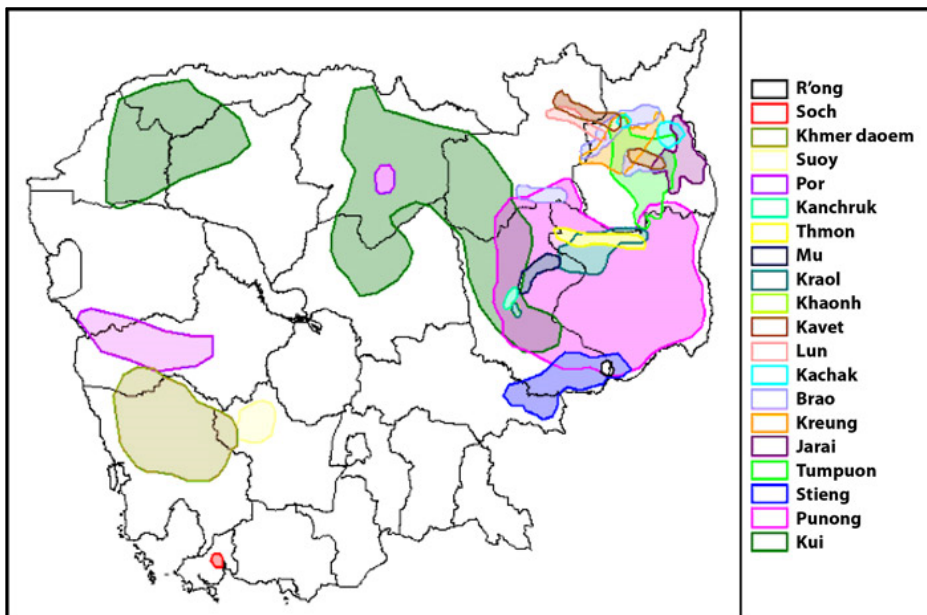 R'ong
Soch
Khmer daoem
Suoy
Por
Kanchruk
Thmon
Mu
Kraol
Khaonh
Kavet
Lun
Kachak
Brao
Kreung
Jarai
Tumpuon
Stieng
Punong
Kui